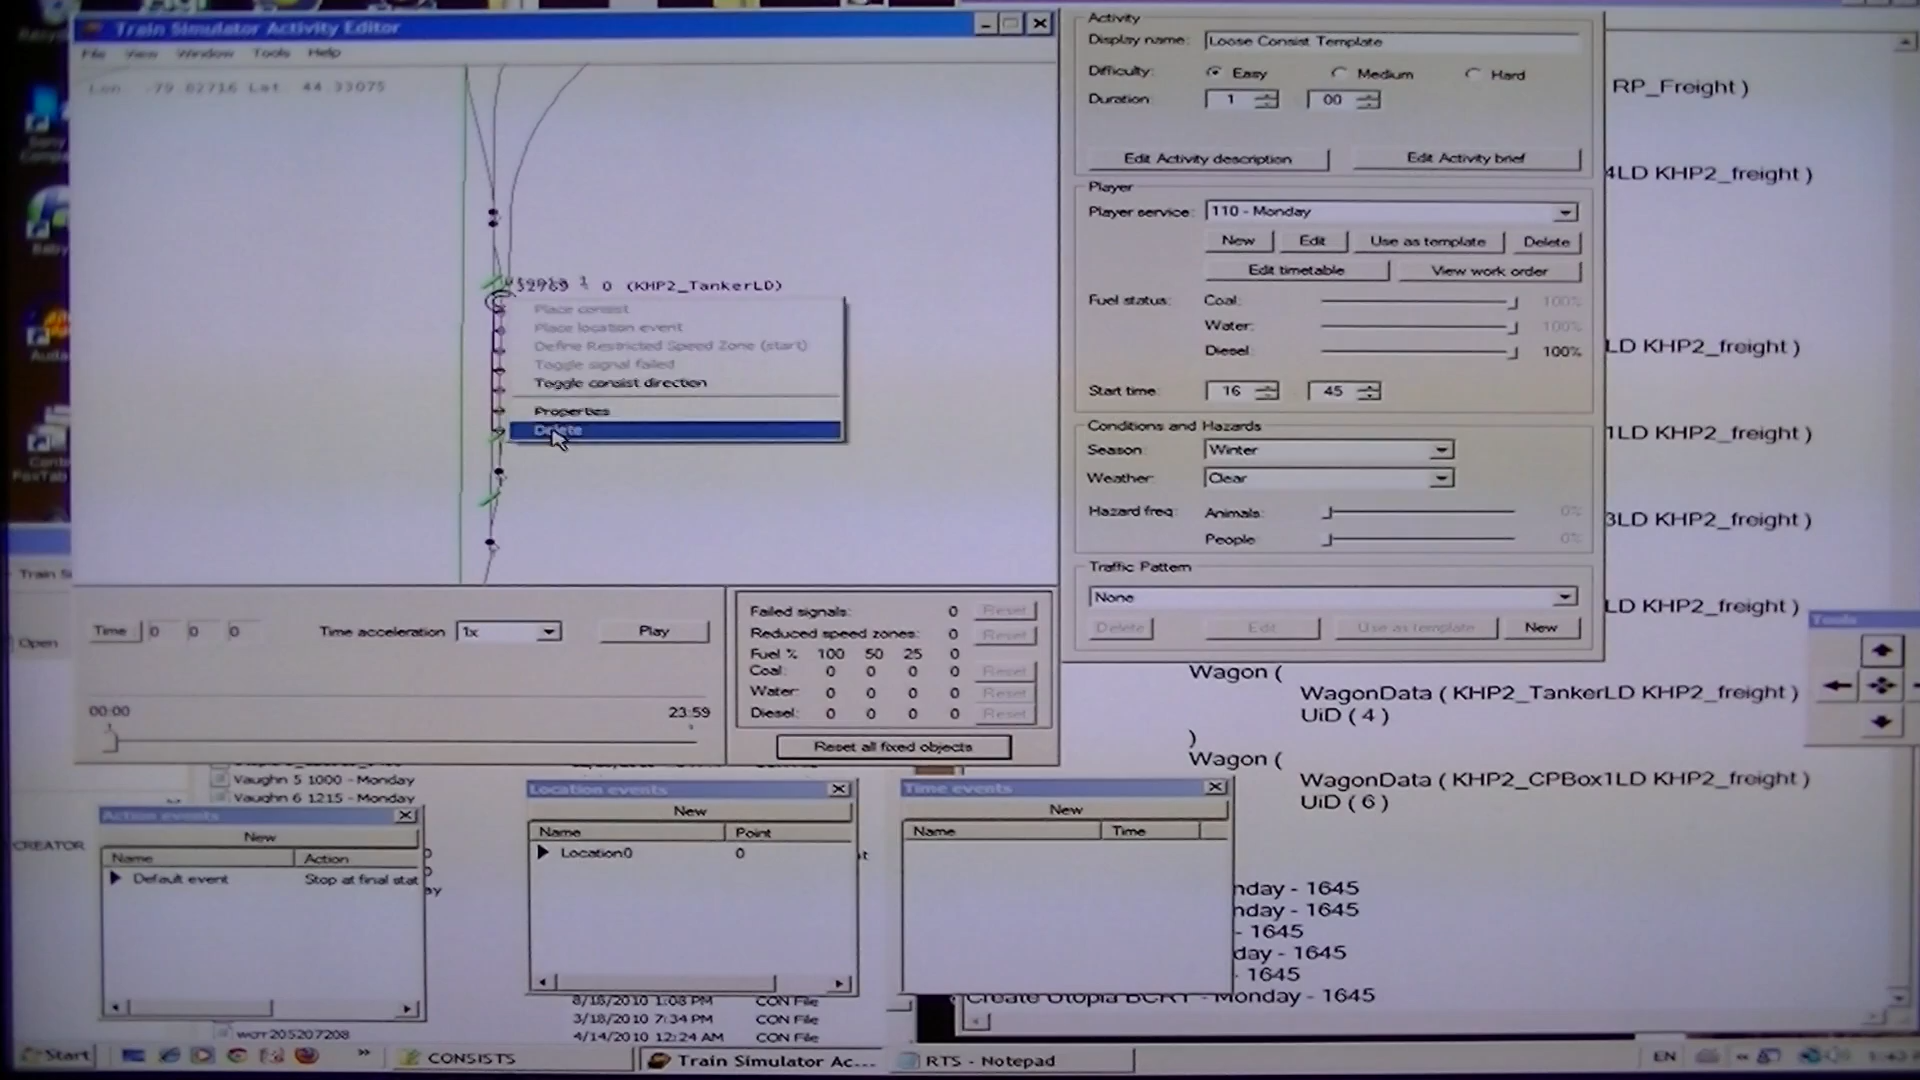 Train Simulator Activity Editor
File View Window Tools Help
Lon -79.82716 Lat 44.33075
0 (KHP2_TankerLD)
Place consist
Place location event
Define Restricted Speed Zone (start)
Toggle signal failed
Toggle consist direction
Properties
Delete
Time 0 0 0 Time acceleration 1x Play
00:00 23:59
Failed signals: 0 Reset
Reduced speed zones: 0 Reset
Fuel % 100 50 25 0
Coal: 0 0 0 0 Reset
Water: 0 0 0 0 Reset
Diesel: 0 0 0 0 Reset
Reset all fixed objects
Activity
Display name: Loose Consist Template
Difficulty: Easy Medium Hard
Duration: 1 00
Edit Activity description Edit Activity brief
Player
Player service: 110 - Monday
New Edit Use as template Delete
Edit timetable View work order
Fuel status: Coal: 100%
Water: 100%
Diesel: 100%
Start time: 16 45
Conditions and Hazards
Season: Winter
Weather: Clear
Hazard freq: Animals: 0%
People: 0%
Traffic Pattern
None
Delete Edit Use as template New
RP_Freight )
4LD KHP2_freight )
LD KHP2_freight )
1LD KHP2_freight )
3LD KHP2_freight )
LD KHP2_freight )
Tools
Wagon (
WagonData ( KHP2_TankerLD KHP2_freight )
UiD ( 4 )
)
Wagon (
WagonData ( KHP2_CPBox1LD KHP2_freight )
UiD ( 6 )
nday - 1645
nday - 1645
- 1645
day - 1645
- 1645
Create Utopia BCRT - Monday - 1645
Open
CREATOR
Vaughn 5 1000 - Monday
Vaughn 6 1215 - Monday
Action events
New
Name Action
Default event Stop at final stat
Location events
New
Name Point
Location0 0
Time events
New
Name Time
8/18/2010 1:08 PM CON File
3/18/2010 7:34 PM CON File
4/14/2010 12:24 AM CON File
wcrr205207208
Start CONSISTS Train Simulator Ac... RTS - Notepad EN